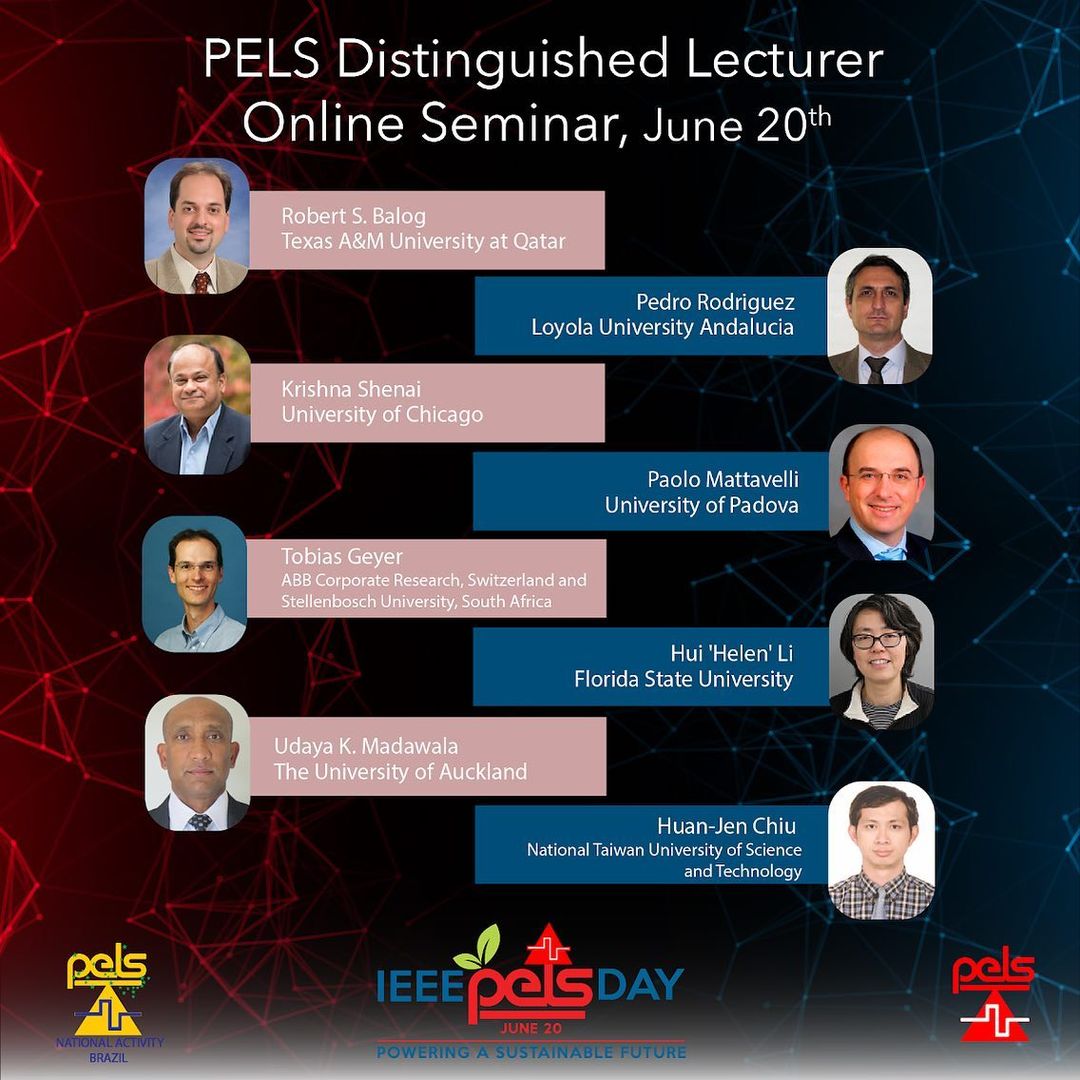 PELS Distinguished Lecturer
Online Seminar, June 20th
Robert S. Balog
Texas A&M University at Qatar
Pedro Rodriguez
Loyola University Andalucia
Krishna Shenai
University of Chicago
Paolo Mattavelli
University of Padova
Tobias Geyer
ABB Corporate Research, Switzerland and
Stellenbosch University, South Africa
Hui 'Helen' Li
Florida State University
Udaya K. Madawala
The University of Auckland
Huan-Jen Chiu
National Taiwan University of Science
and Technology
pels
NATIONAL ACTIVITY
BRAZIL
IEEE pels DAY
JUNE 20
POWERING A SUSTAINABLE FUTURE
pels